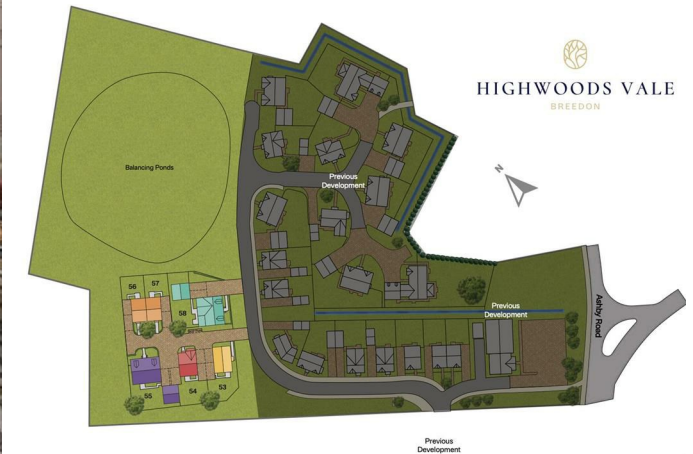 HIGHWOODS VALE
BREEDON
N
Balancing Ponds
Previous
Development
Previous
Development
Ashby Road
56
57
58
55
54
53
Previous
Development